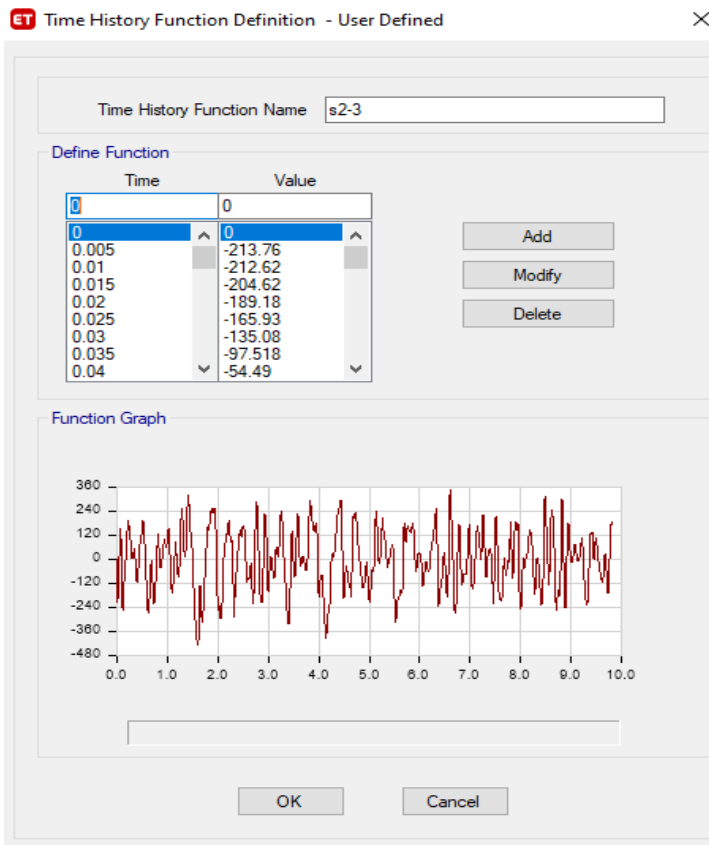 ET Time History Function Definition - User Defined
Time History Function Name s2-3
Define Function
Time Value
0 0
0 0
0.005 -213.76
0.01 -212.62
0.015 -204.62
0.02 -189.18
0.025 -165.93
0.03 -135.08
0.035 -97.518
0.04 -54.49
Add
Modify
Delete
Function Graph
360
240
120
0
-120
-240
-360
-480
0.0 1.0 2.0 3.0 4.0 5.0 6.0 7.0 8.0 9.0 10.0
OK Cancel